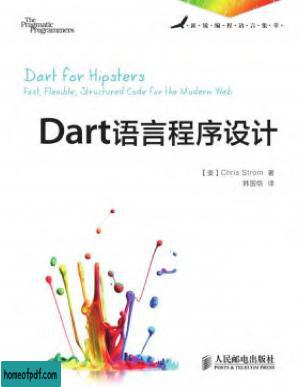 The
Pragmatic
Programmers
新锐编程语言集萃
Dart for Hipsters
Fast, Flexible, Structured Code for the Modern Web
Dart语言程序设计
【美】Chris Strom 著
韩国恺 译
人民邮电出版社
POSTS & TELECOM PRESS
homeofpdf.com